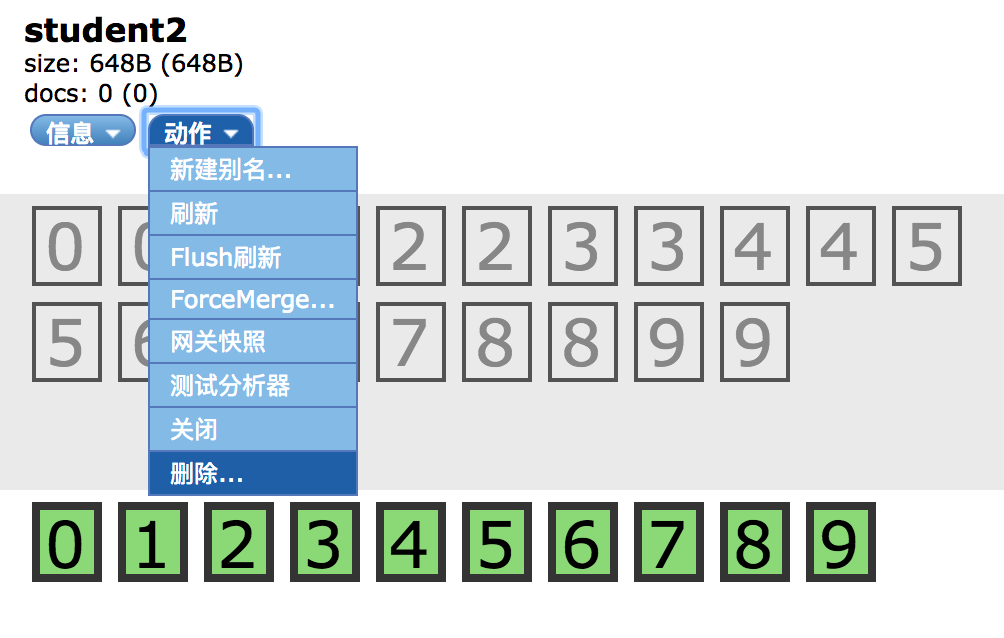 student2
size: 648B (648B)
docs: 0 (0)
信息 动作
新建别名...
刷新
Flush刷新
ForceMerge...
网关快照
测试分析器
关闭
删除...
0 2 2 3 3 4 4 5
5 7 8 8 9 9
0 1 2 3 4 5 6 7 8 9